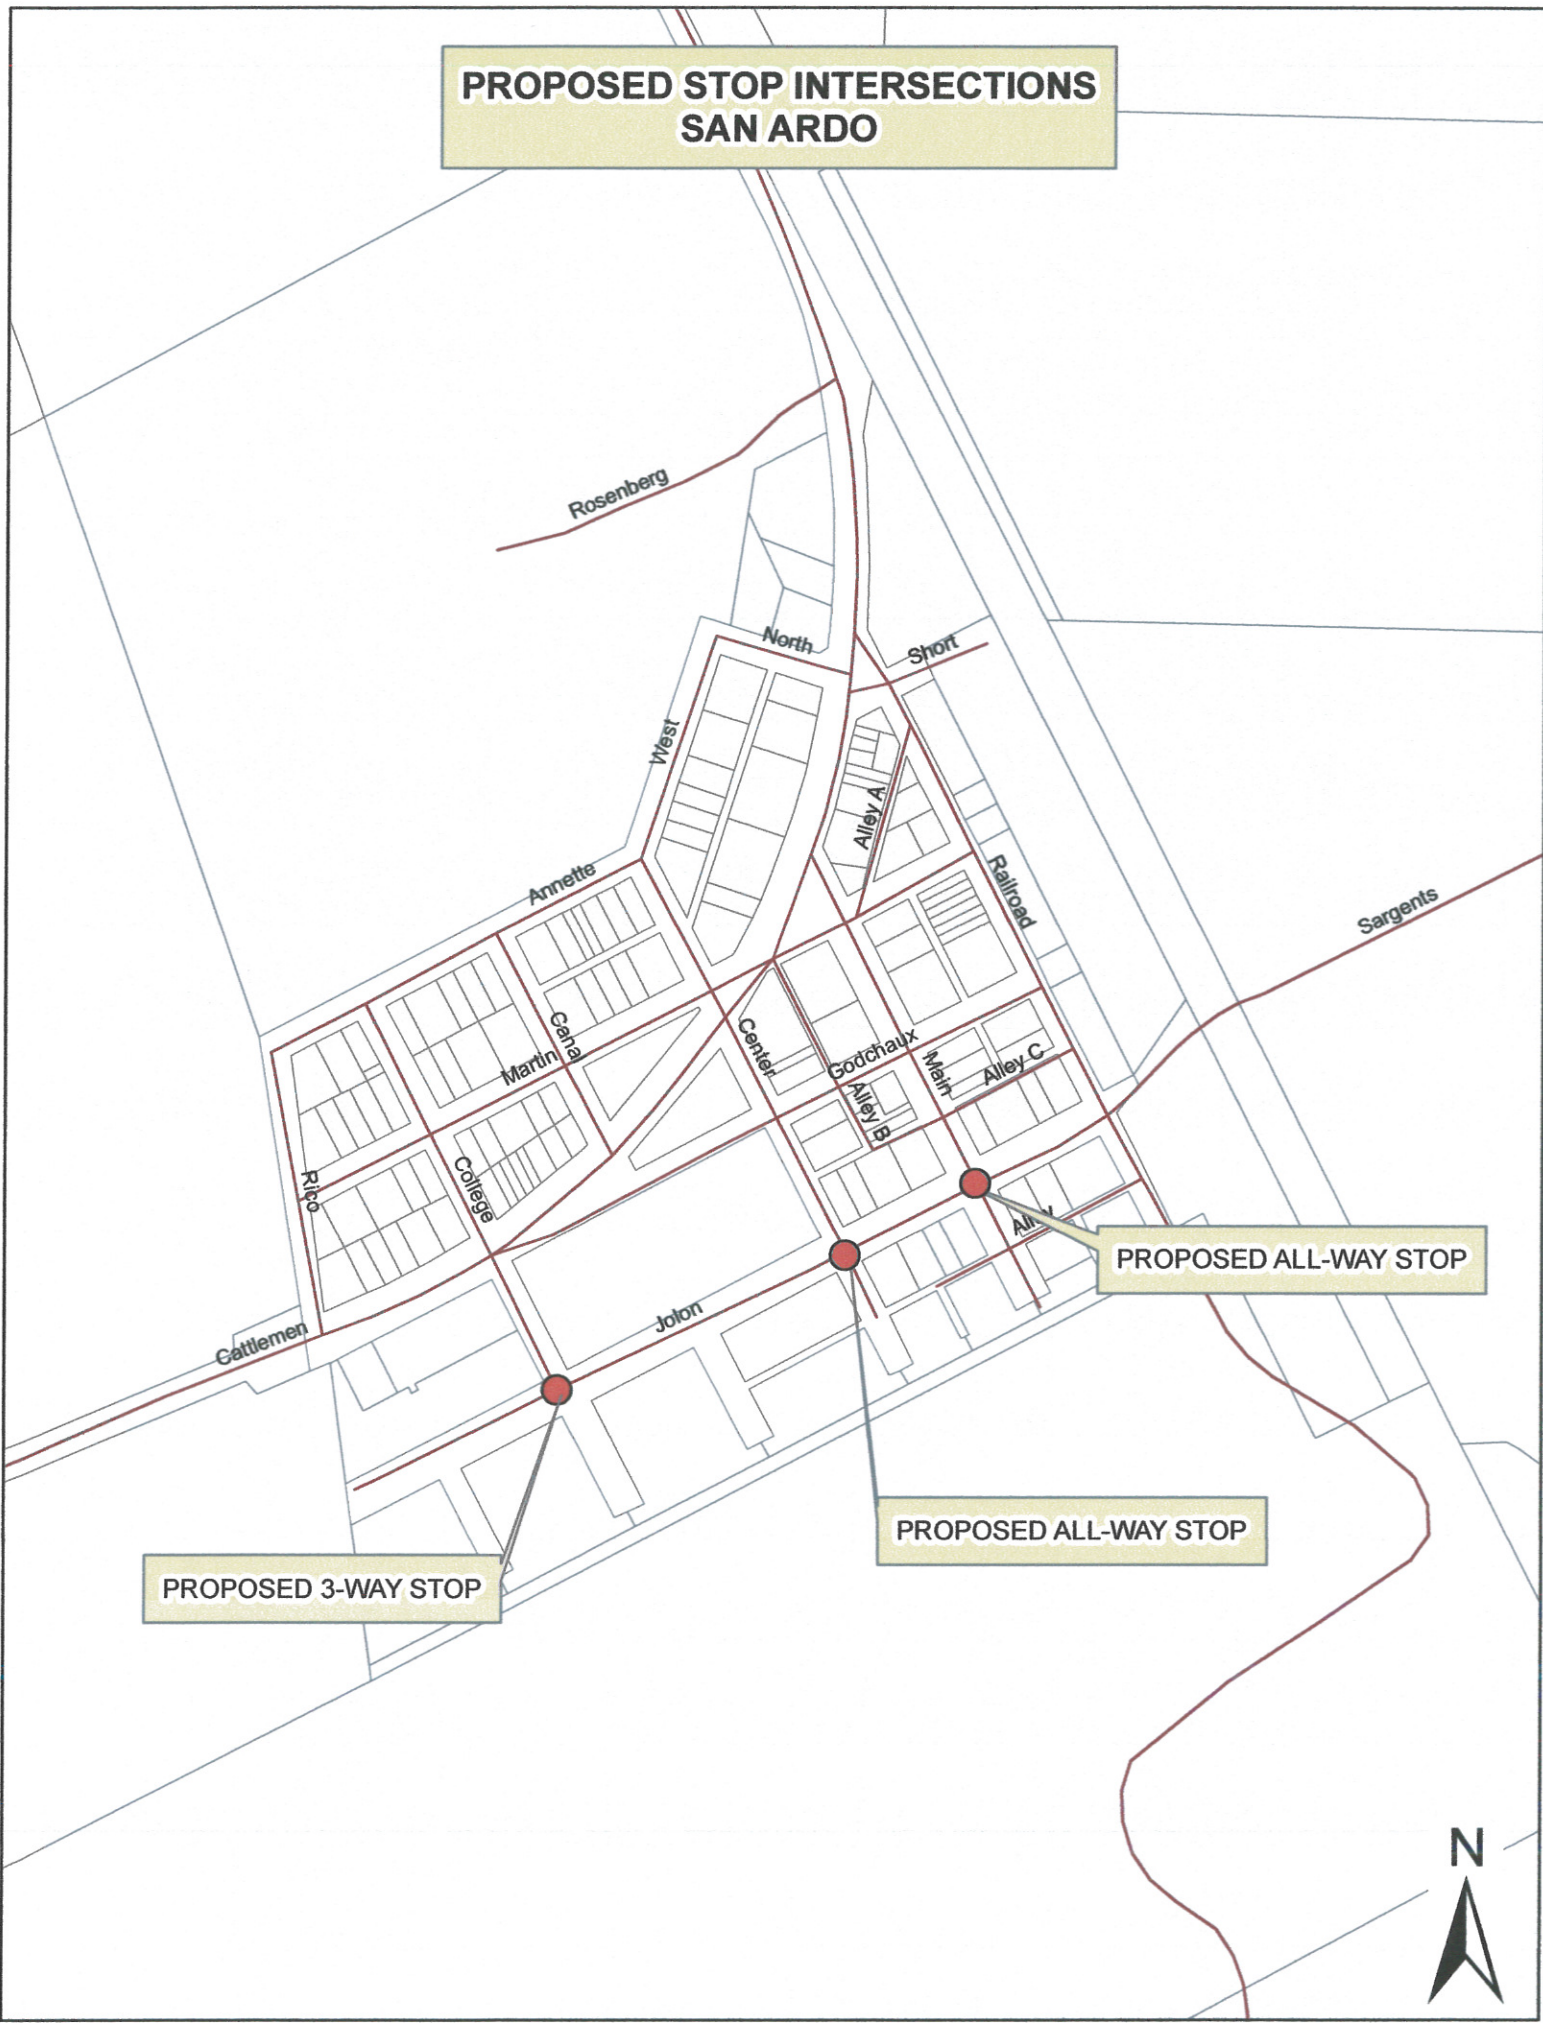 PROPOSED STOP INTERSECTIONS
SAN ARDO
Rosenberg
North
Short
West
Alley A
Annette
Railroad
Sargents
Canal
Center
Martin
Godchaux
Main
Alley C
Alley B
Rico
College
Alley
PROPOSED ALL-WAY STOP
Jolon
Cattlemen
PROPOSED ALL-WAY STOP
PROPOSED 3-WAY STOP
N